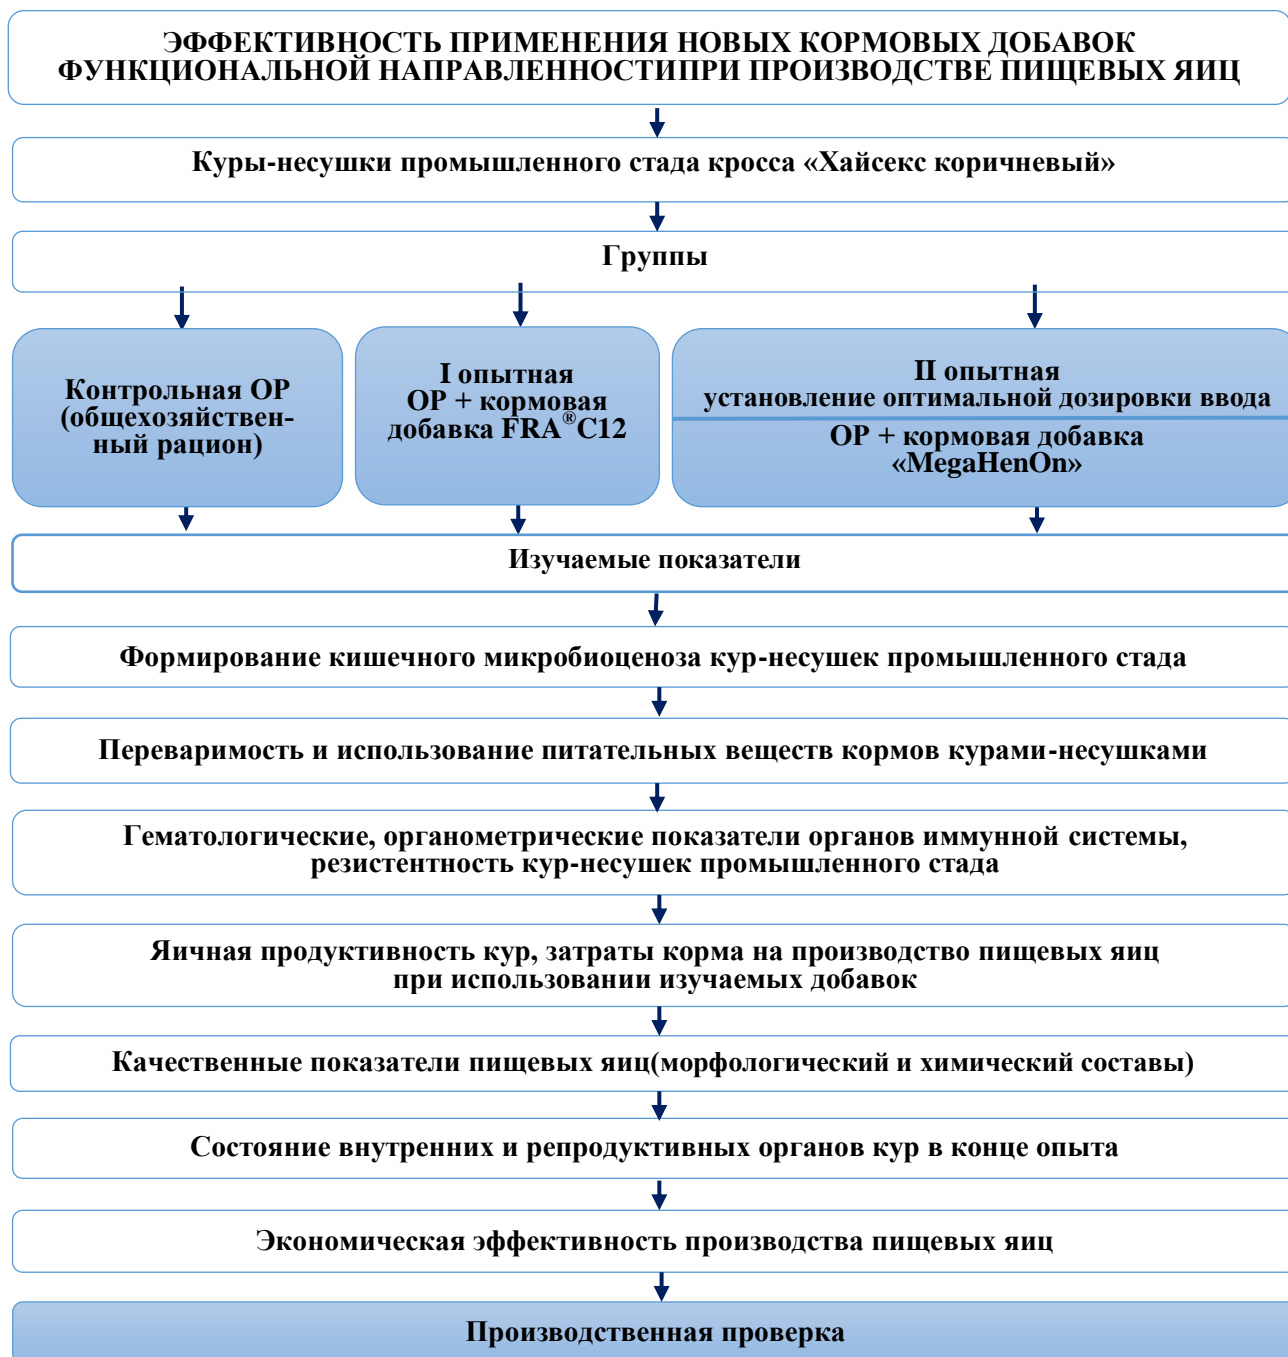 ЭФФЕКТИВНОСТЬ ПРИМЕНЕНИЯ НОВЫХ КОРМОВЫХ ДОБАВОК
ФУНКЦИОНАЛЬНОЙ НАПРАВЛЕННОСТИПРИ ПРОИЗВОДСТВЕ ПИЩЕВЫХ ЯИЦ
Куры-несушки промышленного стада кросса «Хайсекс коричневый»
Группы
Контрольная ОР
(общехозяйствен-
ный рацион)
I опытная
ОР + кормовая
добавка FRA®C12
II опытная
установление оптимальной дозировки ввода
ОР + кормовая добавка
«MegaHenOn»
Изучаемые показатели
Формирование кишечного микробиоценоза кур-несушек промышленного стада
Переваримость и использование питательных веществ кормов курами-несушками
Гематологические, органометрические показатели органов иммунной системы,
резистентность кур-несушек промышленного стада
Яичная продуктивность кур, затраты корма на производство пищевых яиц
при использовании изучаемых добавок
Качественные показатели пищевых яиц(морфологический и химический составы)
Состояние внутренних и репродуктивных органов кур в конце опыта
Экономическая эффективность производства пищевых яиц
Производственная проверка